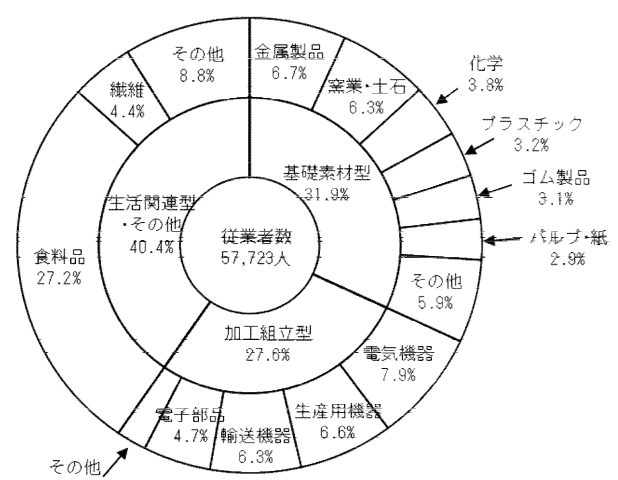 従業者数
57,723人
基礎素材型
31.9%
加工組立型
27.6%
生活関連型
・その他
40.4%
金属製品
6.7%
窯業・土石
6.3%
化学
3.8%
プラスチック
3.2%
ゴム製品
3.1%
パルプ・紙
2.9%
その他
5.9%
電気機器
7.9%
生産用機器
6.6%
輸送機器
6.3%
電子部品
4.7%
その他
食料品
27.2%
繊維
4.4%
その他
8.8%